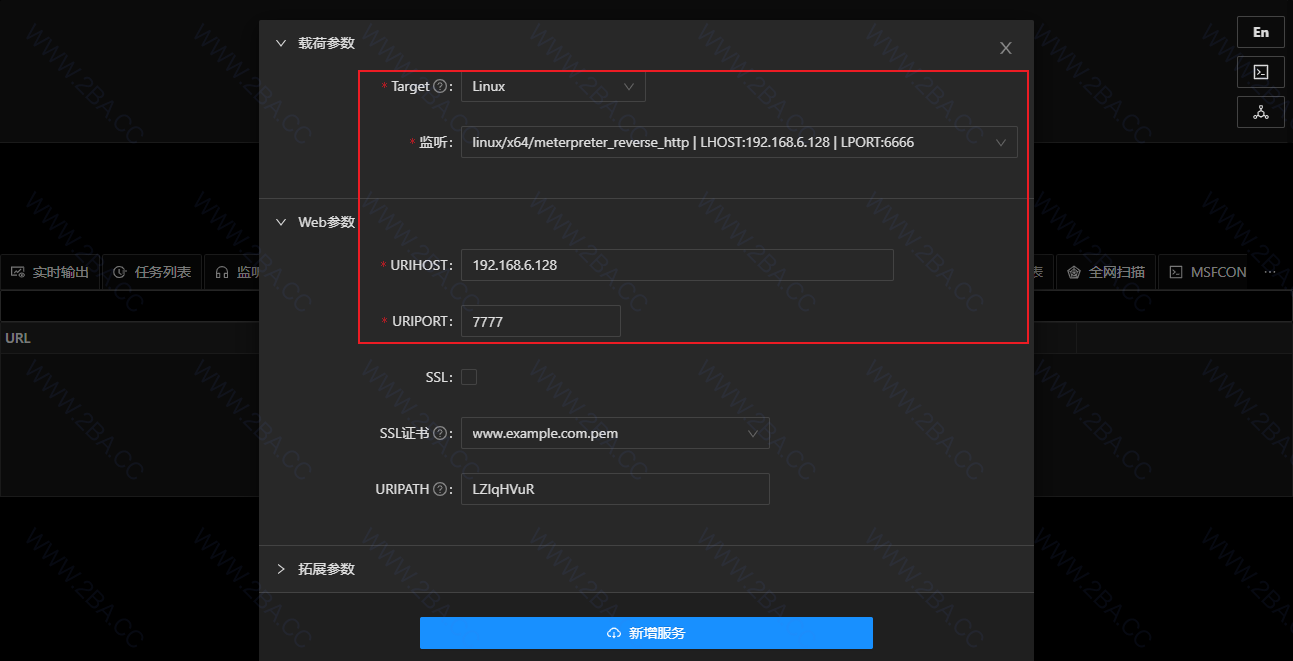 载荷参数
En
* Target ? : Linux
* 监听: linux/x64/meterpreter_reverse_http | LHOST:192.168.6.128 | LPORT:6666
Web参数
* URIHOST: 192.168.6.128
实时输出 任务列表 监听 表 全网扫描 MSFCON ···
* URIPORT: 7777
URL
SSL:
SSL证书 ? : www.example.com.pem
URIPATH ? : LZIqHVuR
拓展参数
新增服务
WWW.2BA.CC